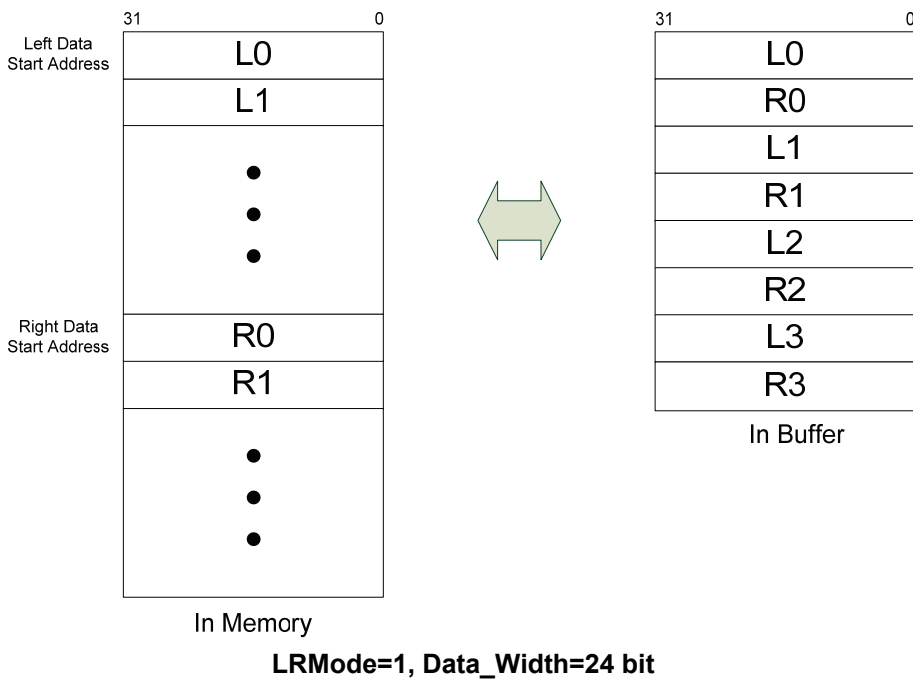 31 0
Left Data
Start Address
L0
L1
Right Data
Start Address
R0
R1
In Memory
31 0
L0
R0
L1
R1
L2
R2
L3
R3
In Buffer
LRMode=1, Data_Width=24 bit